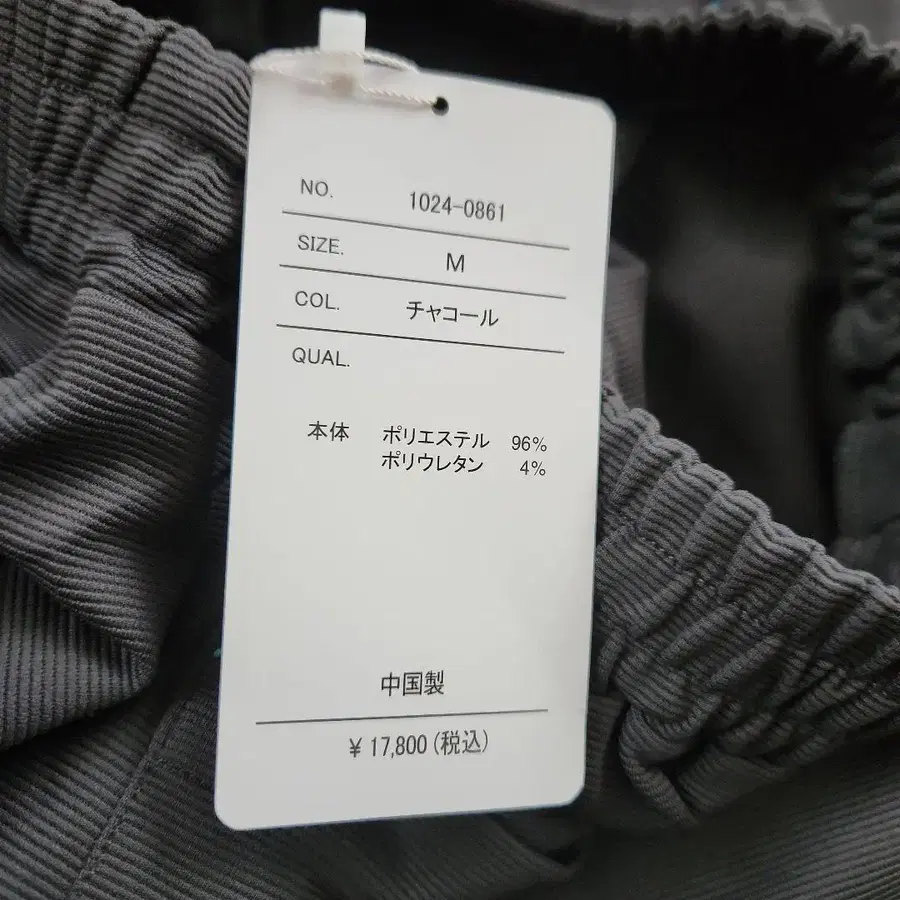 NO. 1024-0861
SIZE. M
COL. チャコール
QUAL.
本体 ポリエステル 96%
ポリウレタン 4%
中国製
¥ 17,800(税込)